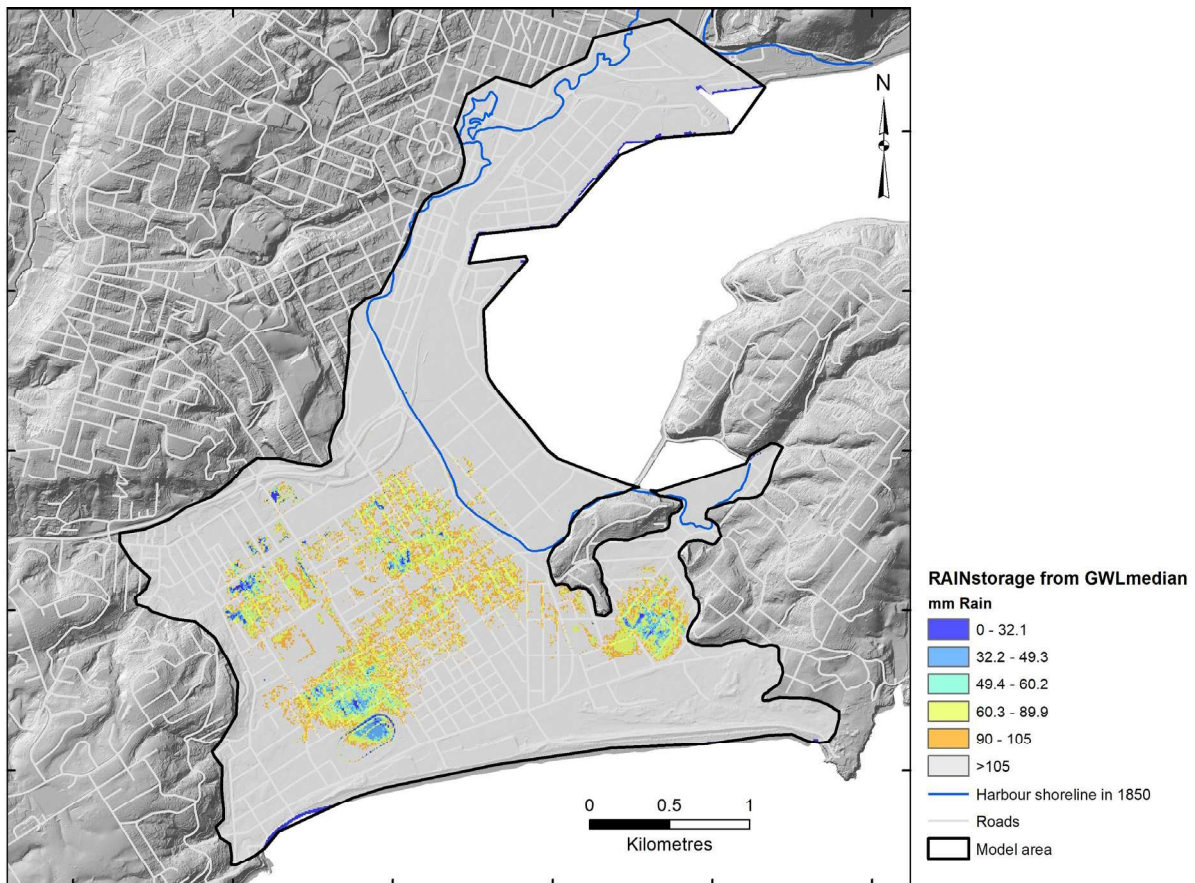 N
0 0.5 1
Kilometres
RAINstorage from GWLmedian
mm Rain
0 - 32.1
32.2 - 49.3
49.4 - 60.2
60.3 - 89.9
90 - 105
>105
Harbour shoreline in 1850
Roads
Model area